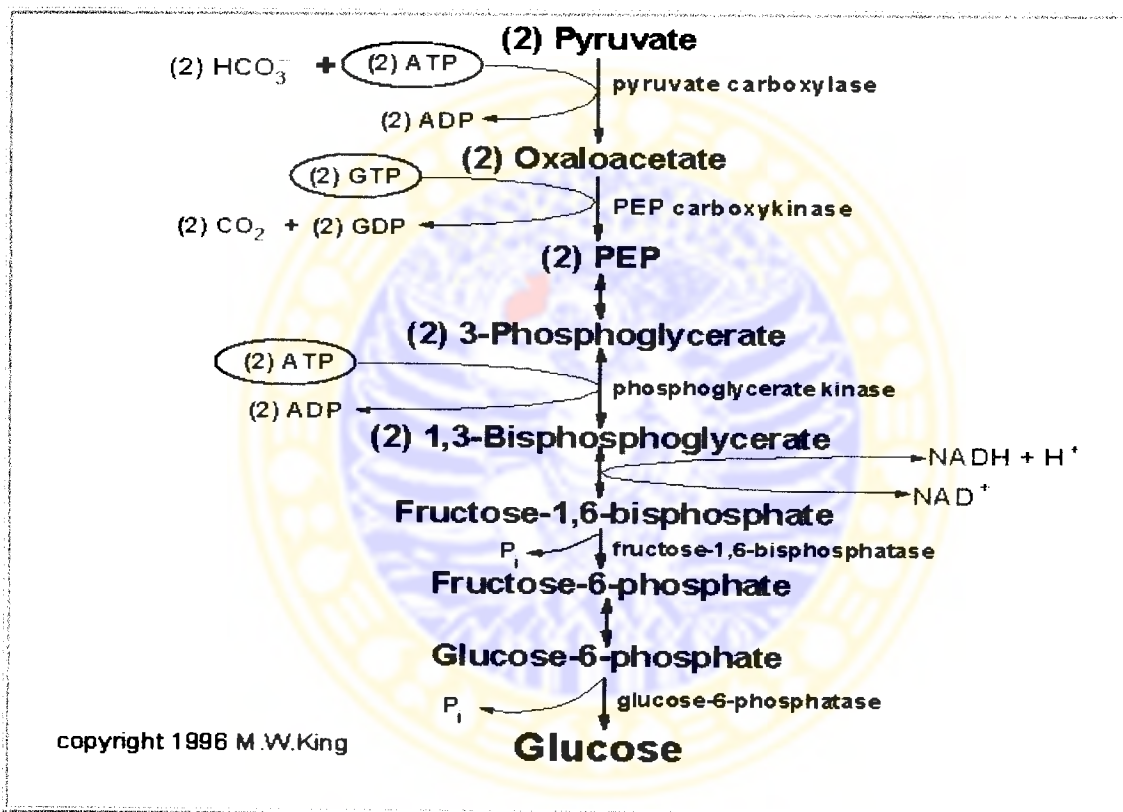 (2) Pyruvate
(2) HCO₃⁻ + (2) ATP
pyruvate carboxylase
(2) ADP
(2) Oxaloacetate
(2) GTP
PEP carboxykinase
(2) CO₂ + (2) GDP
(2) PEP
(2) 3-Phosphoglycerate
(2) ATP
phosphoglycerate kinase
(2) ADP
(2) 1,3-Bisphosphoglycerate
NADH + H⁺
NAD⁺
Fructose-1,6-bisphosphate
Pᵢ
fructose-1,6-bisphosphatase
Fructose-6-phosphate
Glucose-6-phosphate
Pᵢ
glucose-6-phosphatase
Glucose
copyright 1996 M.W.King